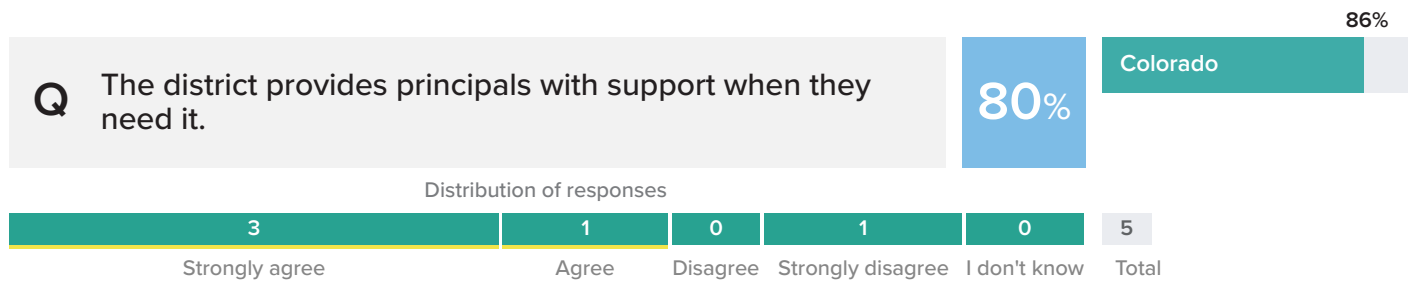 86%
Q
The district provides principals with support when they
need it.
80%
Colorado
Distribution of responses
3 1 0 1 0 5
Strongly agree Agree Disagree Strongly disagree I don't know Total